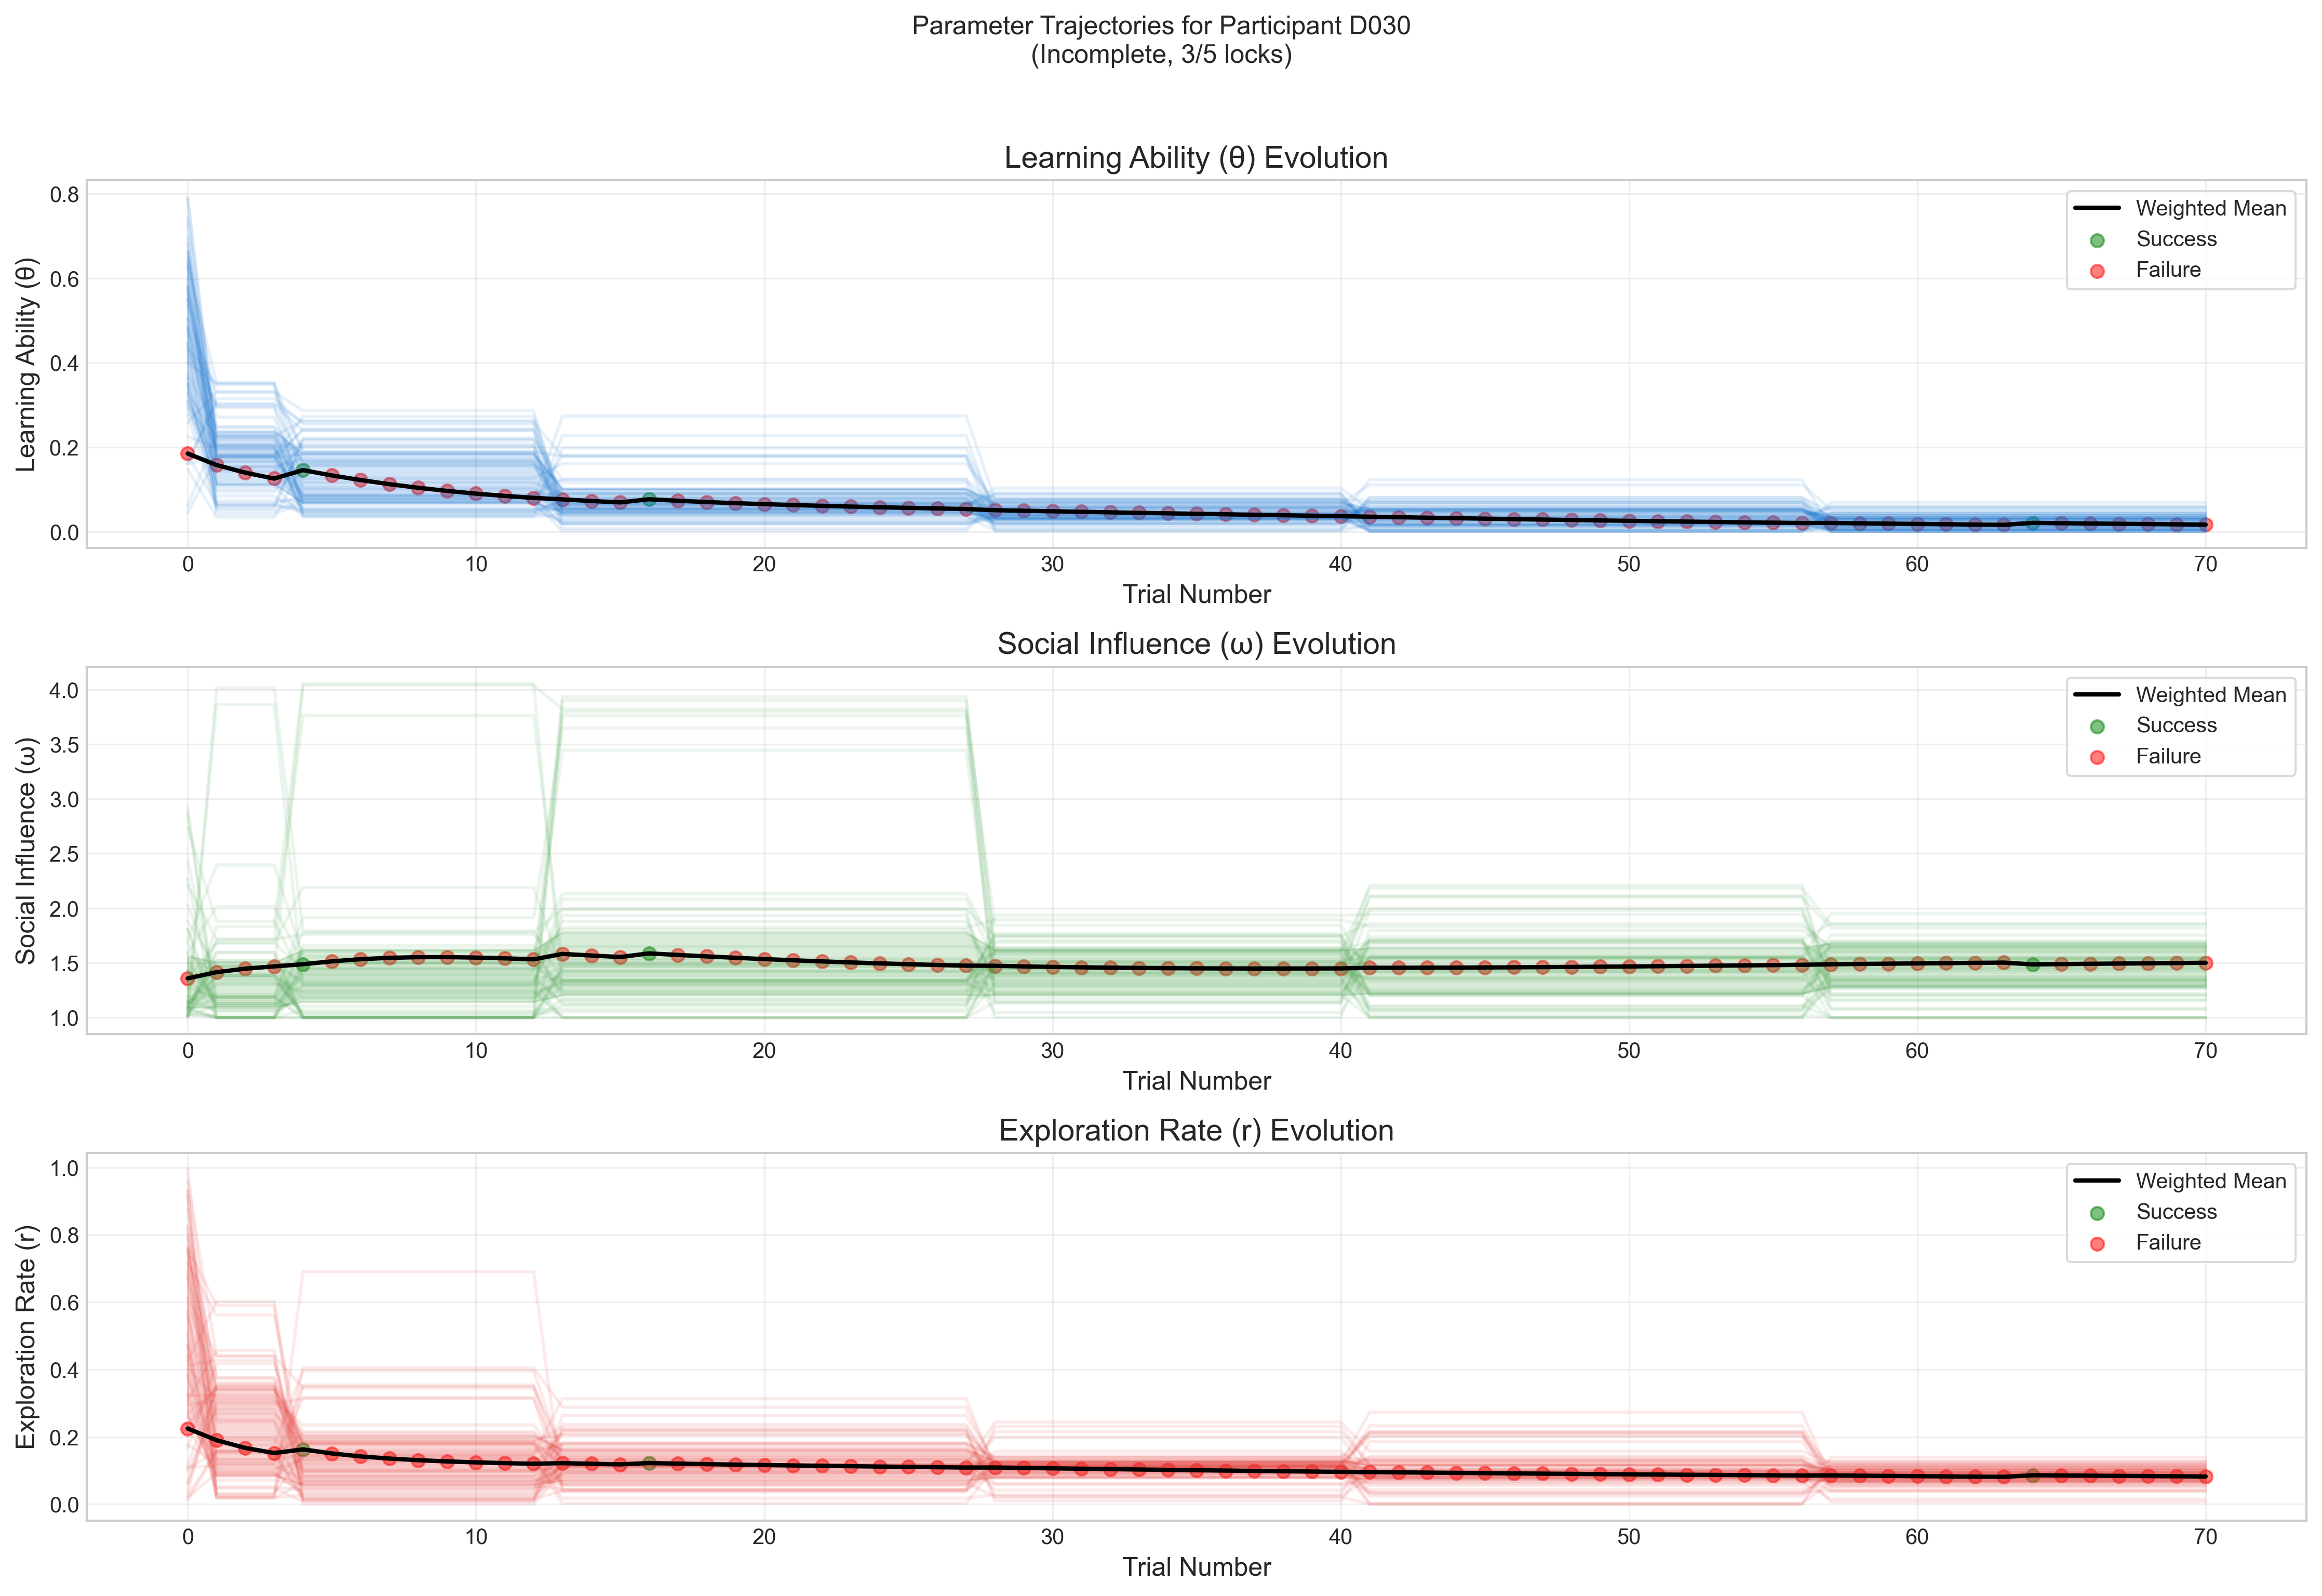 Parameter Trajectories for Participant D030
(Incomplete, 3/5 locks)
Learning Ability (θ) Evolution
Learning Ability (θ)
0.8
0.6
0.4
0.2
0.0
Weighted Mean
Success
Failure
0 10 20 30 40 50 60 70
Trial Number
Social Influence (ω) Evolution
Social Influence (ω)
4.0
3.5
3.0
2.5
2.0
1.5
1.0
Weighted Mean
Success
Failure
0 10 20 30 40 50 60 70
Trial Number
Exploration Rate (r) Evolution
Exploration Rate (r)
1.0
0.8
0.6
0.4
0.2
0.0
Weighted Mean
Success
Failure
0 10 20 30 40 50 60 70
Trial Number